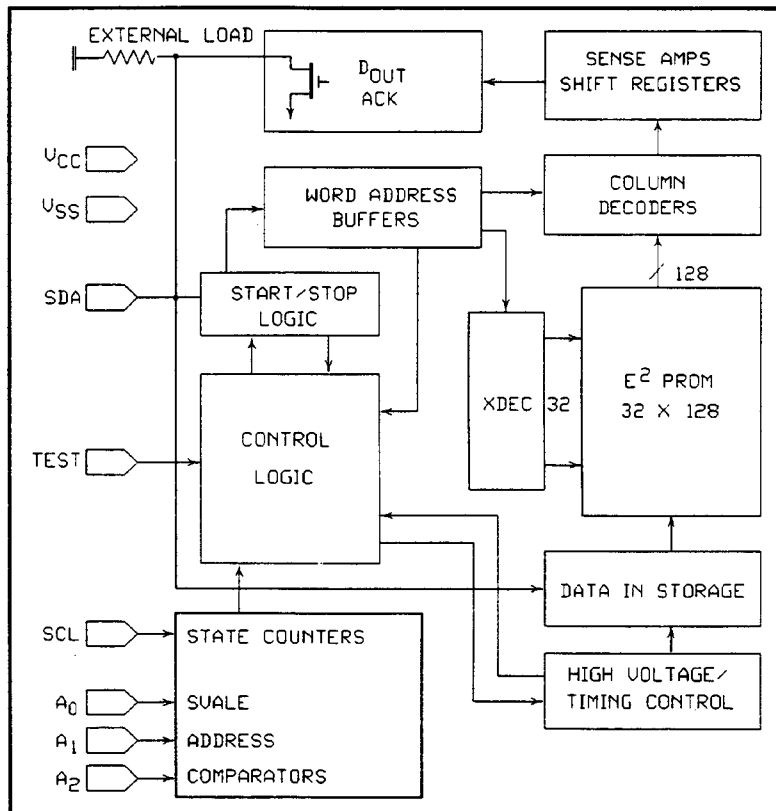 EXTERNAL LOAD
DOUT
ACK
SENSE AMPS
SHIFT REGISTERS
VCC
VSS
WORD ADDRESS
BUFFERS
COLUMN
DECODERS
SDA
START/STOP
LOGIC
128
XDEC
32
E2 PROM
32 X 128
TEST
CONTROL
LOGIC
DATA IN STORAGE
SCL
STATE COUNTERS
HIGH VOLTAGE/
TIMING CONTROL
A0
SVALE
A1
ADDRESS
A2
COMPARATORS